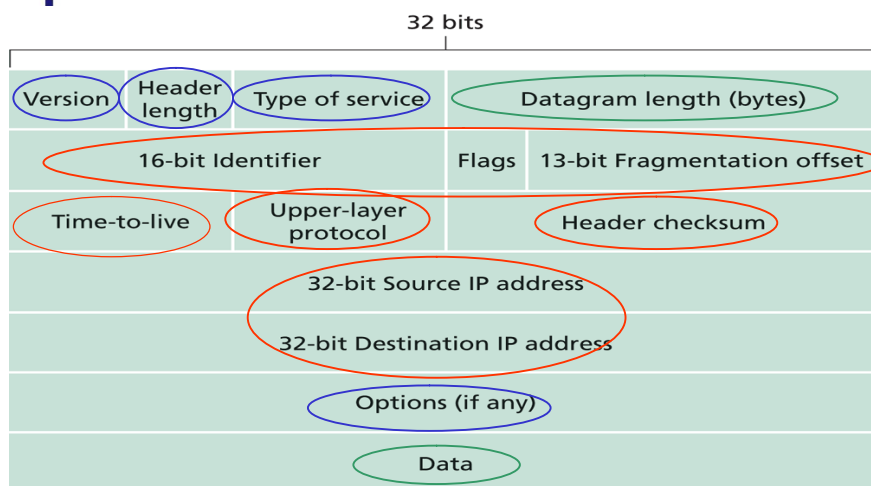 32 bits
Version Header length Type of service Datagram length (bytes)
16-bit Identifier Flags 13-bit Fragmentation offset
Time-to-live Upper-layer protocol Header checksum
32-bit Source IP address
32-bit Destination IP address
Options (if any)
Data